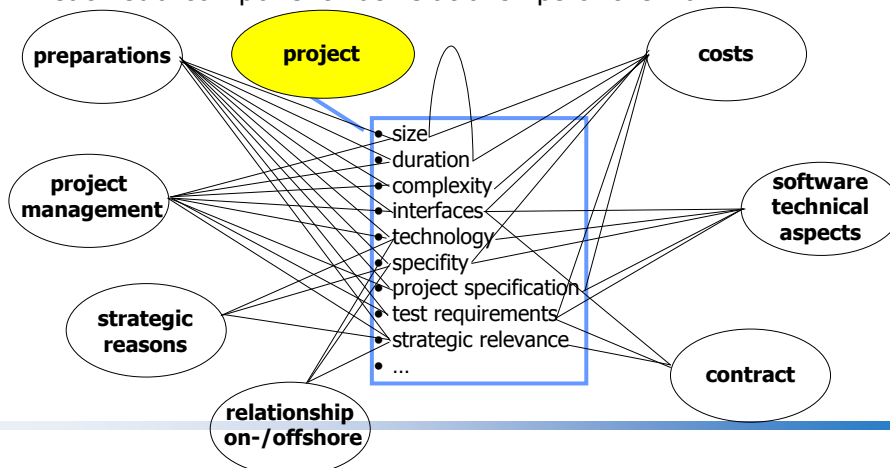 preparations
project
costs
• size
• duration
• complexity
• interfaces
• technology
• specifity
• project specification
• test requirements
• strategic relevance
• ...
project
management
software
technical
aspects
strategic
reasons
contract
relationship
on-/offshore